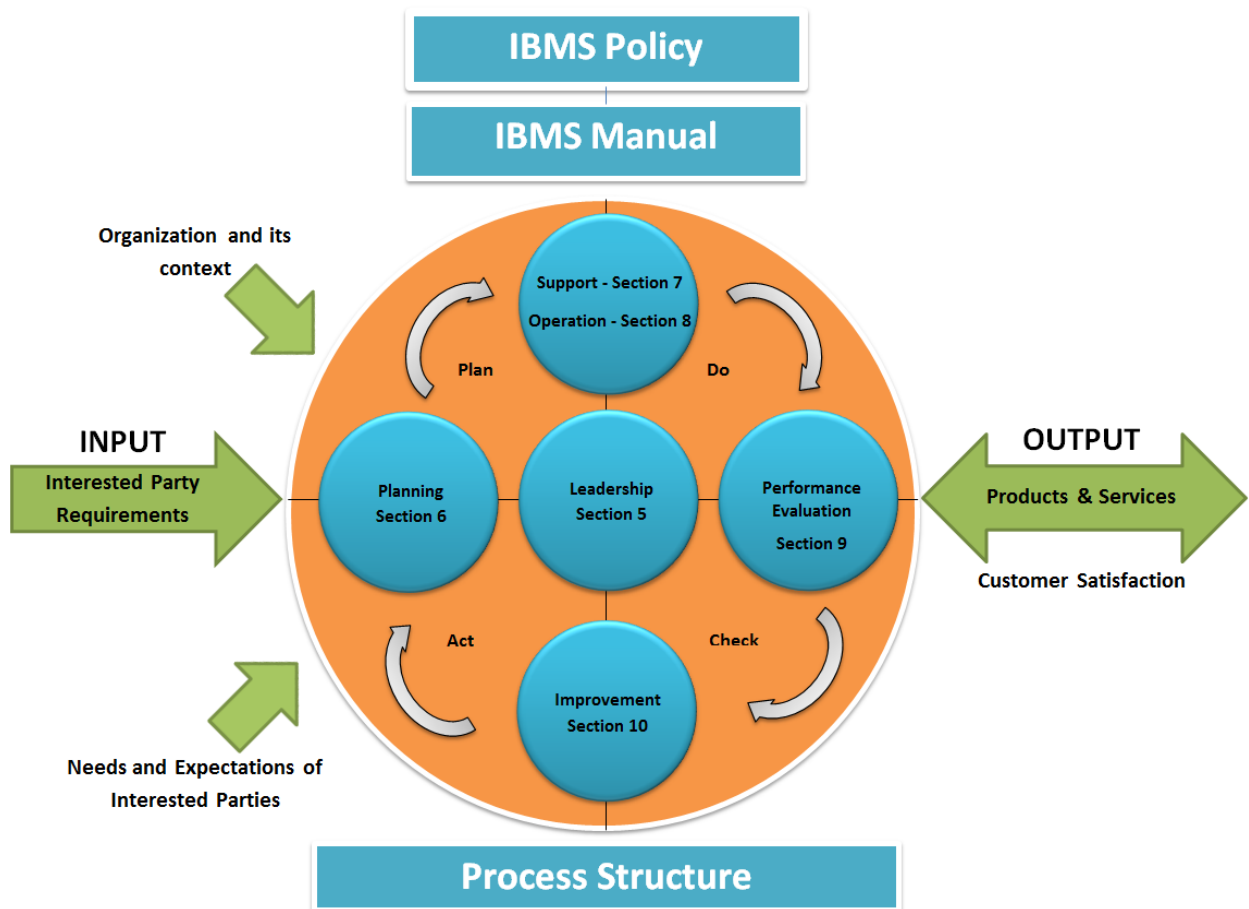 IBMS Policy
IBMS Manual
Organization and its
context
Support - Section 7
Operation - Section 8
Plan
Do
INPUT
Interested Party
Requirements
Planning
Section 6
Leadership
Section 5
Performance
Evaluation
Section 9
OUTPUT
Products & Services
Customer Satisfaction
Act
Check
Improvement
Section 10
Needs and Expectations of
Interested Parties
Process Structure